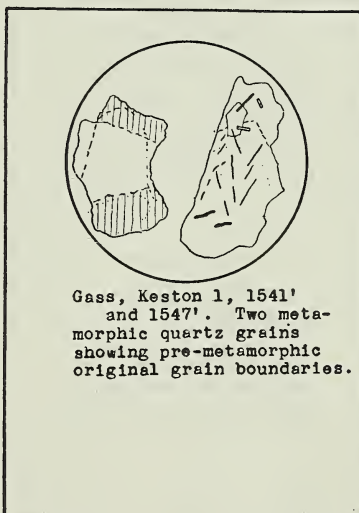 Gass, Keston 1, 1541'
and 1547'. Two meta-
morphic quartz grains
showing pre-metamorphic
original grain boundaries.